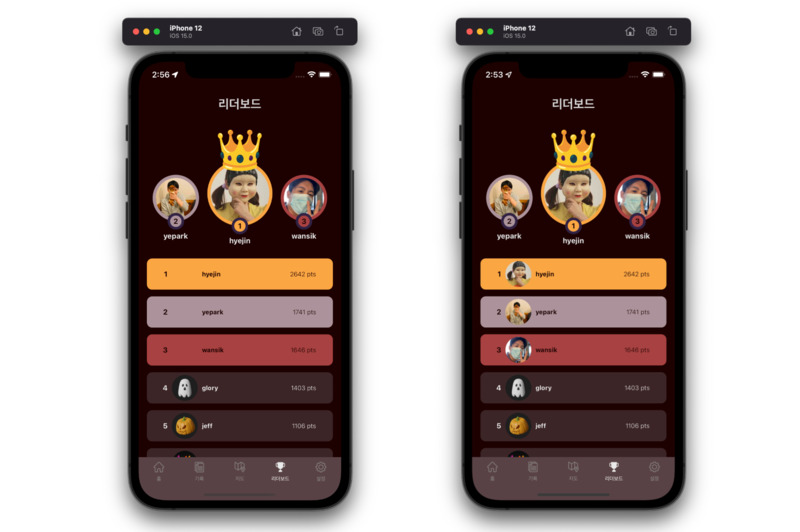 iPhone 12
iOS 15.0
2:56
리더보드
2
1
3
yepark
hyejin
wansik
1 hyejin 2642 pts
2 yepark 1741 pts
3 wansik 1646 pts
4 glory 1403 pts
5 jeff 1106 pts
홈 기록 지도 리더보드 설정
iPhone 12
iOS 15.0
2:53
리더보드
2
1
3
yepark
hyejin
wansik
1 hyejin 2642 pts
2 yepark 1741 pts
3 wansik 1646 pts
4 glory 1403 pts
5 jeff 1106 pts
홈 기록 지도 리더보드 설정